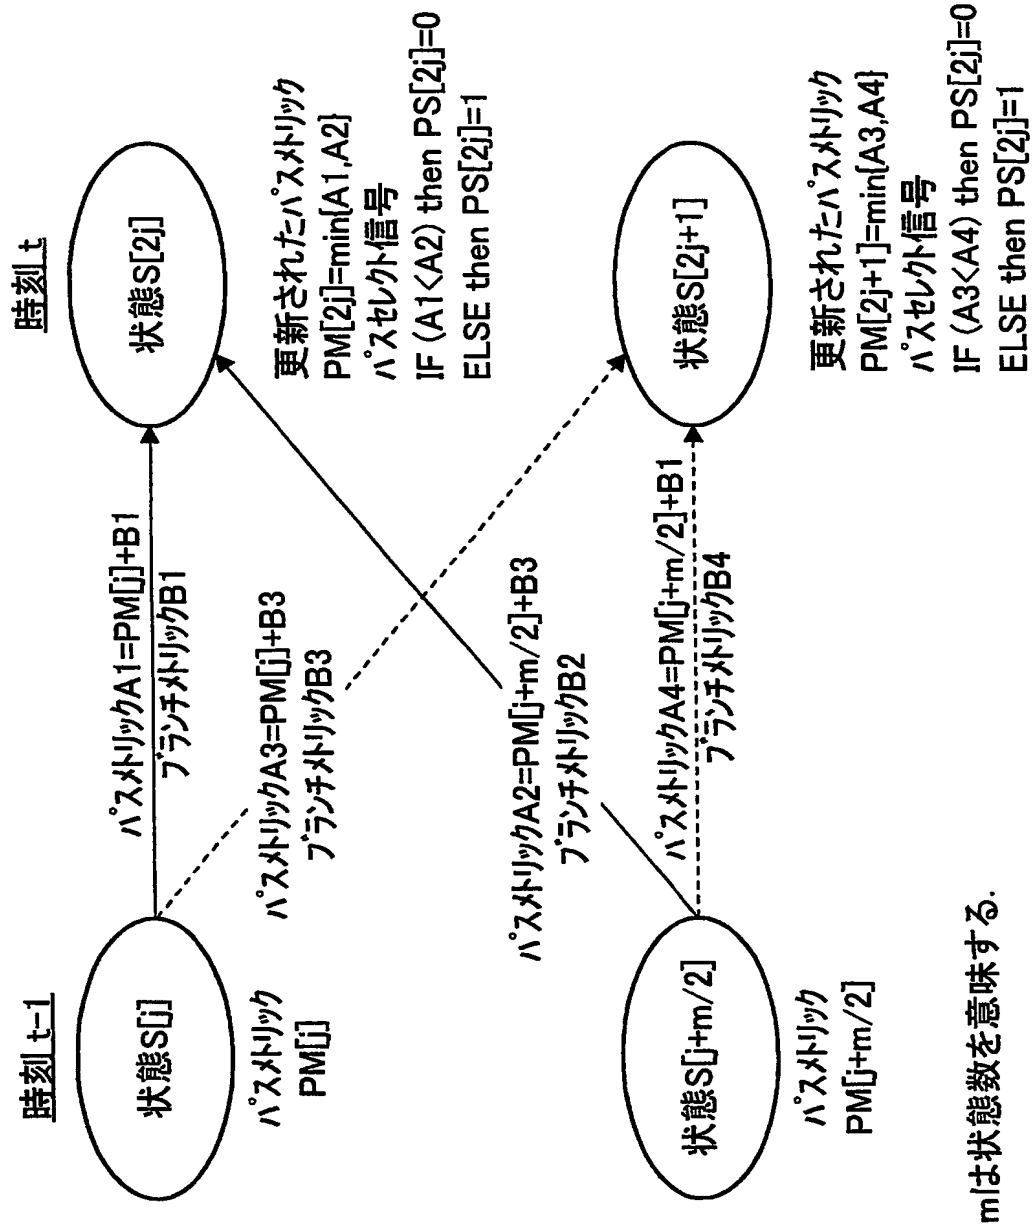 時刻 t-1
時刻 t
状態S[j]
パスメトリック
PM[j]
パスメトリックA1=PM[j]+B1
ブランチメトリックB1
パスメトリックA3=PM[j]+B3
ブランチメトリックB3
状態S[2j]
更新されたパスメトリック
PM[2j]=min{A1,A2}
パスセレクト信号
IF (A1<A2) then PS[2j]=0
ELSE then PS[2j]=1
パスメトリックA2=PM[j+m/2]+B3
ブランチメトリックB2
パスメトリックA4=PM[j+m/2]+B1
ブランチメトリックB4
状態S[j+m/2]
パスメトリック
PM[j+m/2]
状態S[2j+1]
更新されたパスメトリック
PM[2j+1]=min{A3,A4}
パスセレクト信号
IF (A3<A4) then PS[2j]=0
ELSE then PS[2j]=1
mは状態数を意味する.